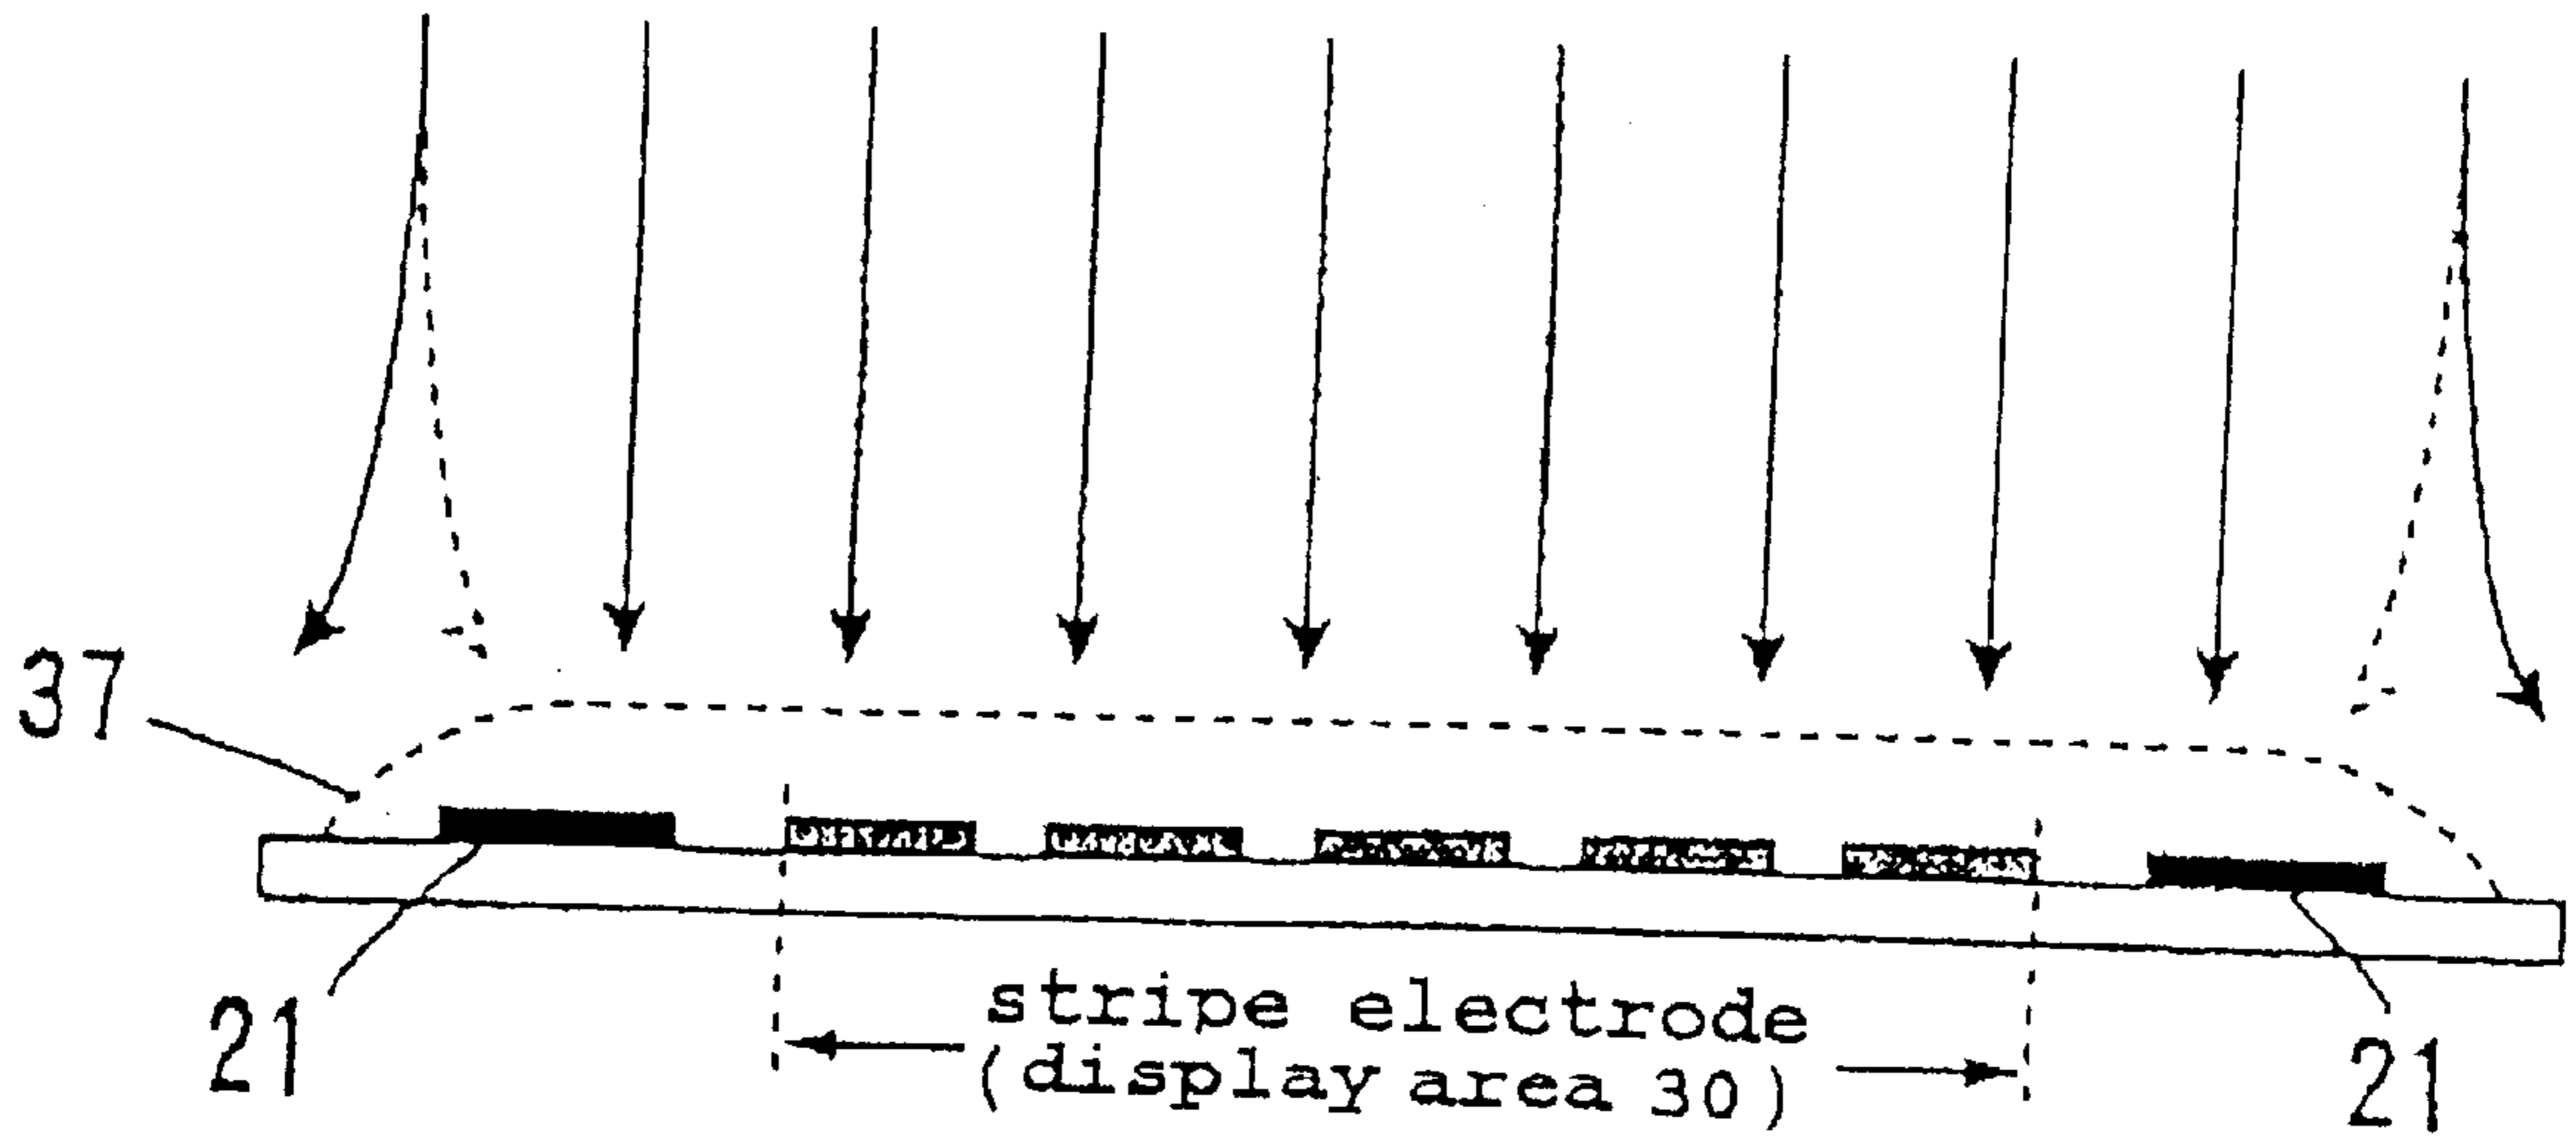 37
21
stripe electrode
(display area 30)
21